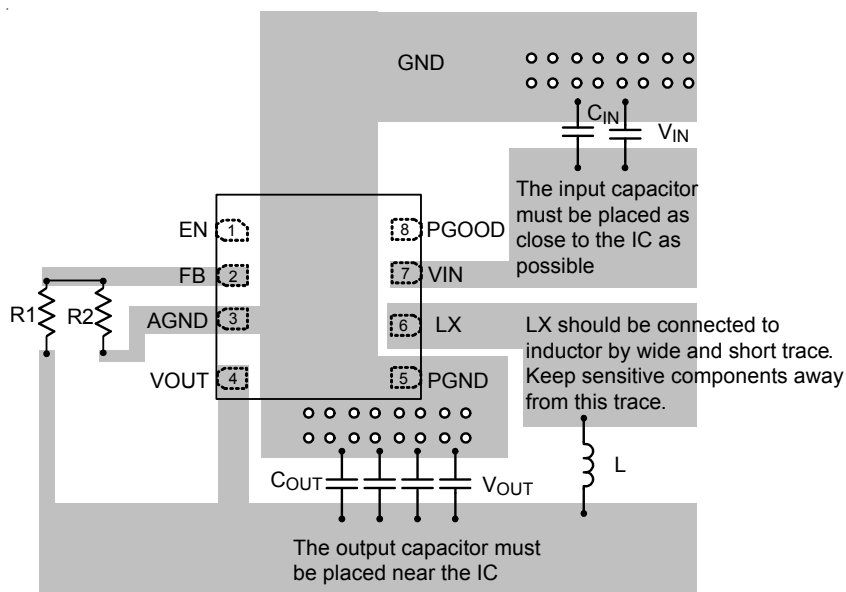 GND
CIN
VIN
The input capacitor
must be placed as
close to the IC as
possible
EN 1
8 PGOOD
FB 2
7 VIN
R1
R2
AGND 3
6 LX
LX should be connected to
inductor by wide and short trace.
Keep sensitive components away
from this trace.
VOUT 4
5 PGND
L
COUT
VOUT
The output capacitor must
be placed near the IC